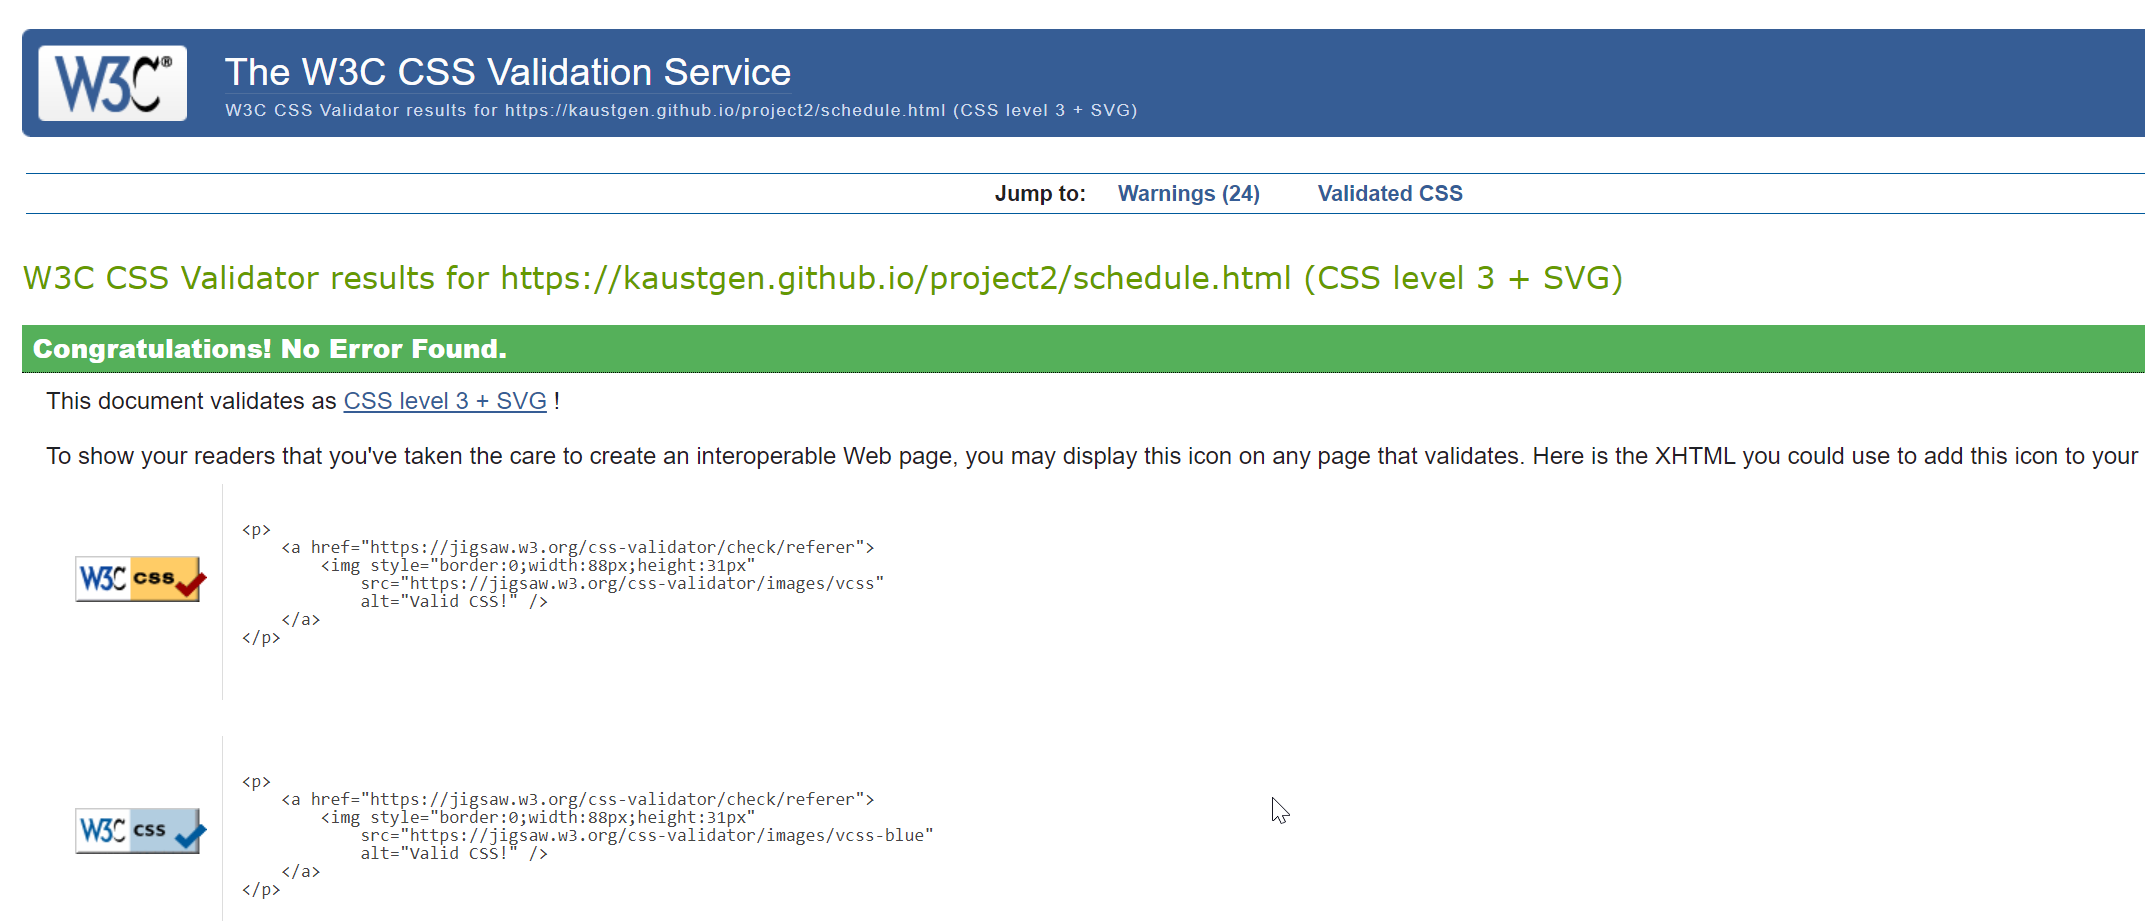 W3C®
The W3C CSS Validation Service
W3C CSS Validator results for https://kaustgen.github.io/project2/schedule.html (CSS level 3 + SVG)
Jump to: Warnings (24) Validated CSS
W3C CSS Validator results for https://kaustgen.github.io/project2/schedule.html (CSS level 3 + SVG)
Congratulations! No Error Found.
This document validates as CSS level 3 + SVG !
To show your readers that you've taken the care to create an interoperable Web page, you may display this icon on any page that validates. Here is the XHTML you could use to add this icon to your
W3C css
<p>
    <a href="https://jigsaw.w3.org/css-validator/check/referer">
        <img style="border:0;width:88px;height:31px"
            src="https://jigsaw.w3.org/css-validator/images/vcss"
            alt="Valid CSS!" />
    </a>
</p>
W3C css
<p>
    <a href="https://jigsaw.w3.org/css-validator/check/referer">
        <img style="border:0;width:88px;height:31px"
            src="https://jigsaw.w3.org/css-validator/images/vcss-blue"
            alt="Valid CSS!" />
    </a>
</p>